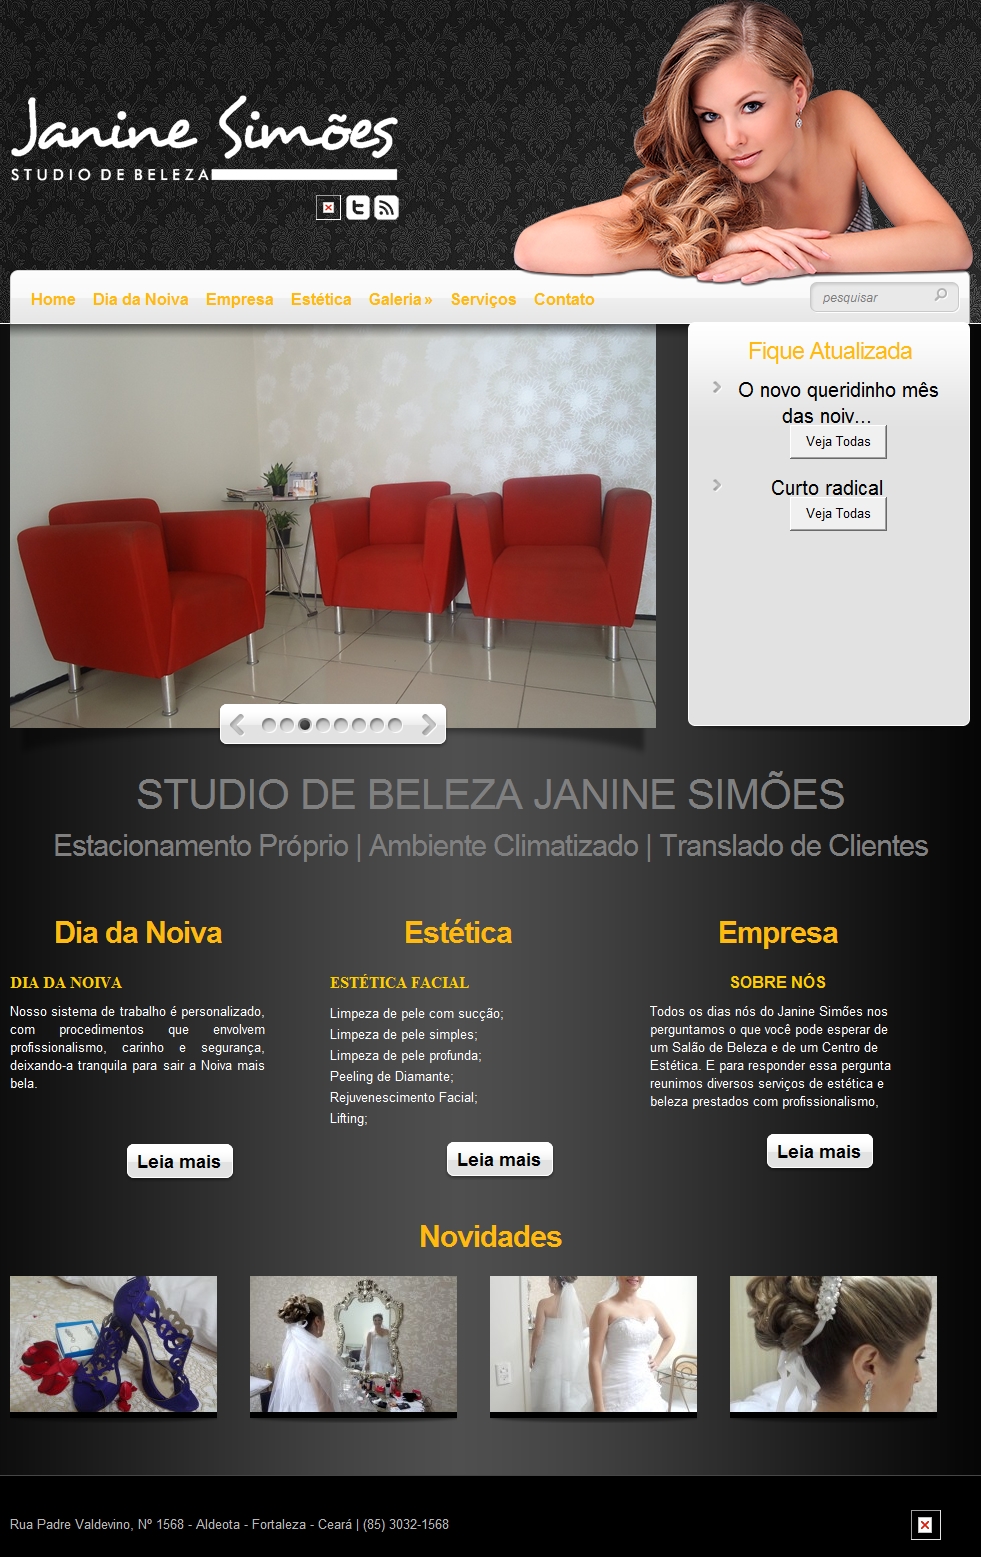 Janine Simões
STUDIO DE BELEZA
Home Dia da Noiva Empresa Estética Galeria » Serviços Contato
pesquisar
Fique Atualizada
O novo queridinho mês
das noiv...
Veja Todas
Curto radical
Veja Todas
STUDIO DE BELEZA JANINE SIMÕES
Estacionamento Próprio | Ambiente Climatizado | Translado de Clientes
Dia da Noiva
DIA DA NOIVA
Nosso sistema de trabalho é personalizado,
com procedimentos que envolvem
profissionalismo, carinho e segurança,
deixando-a tranquila para sair a Noiva mais
bela.
Leia mais
Estética
ESTÉTICA FACIAL
Limpeza de pele com sucção;
Limpeza de pele simples;
Limpeza de pele profunda;
Peeling de Diamante;
Rejuvenescimento Facial;
Lifting;
Leia mais
Empresa
SOBRE NÓS
Todos os dias nós do Janine Simões nos
perguntamos o que você pode esperar de
um Salão de Beleza e de um Centro de
Estética. E para responder essa pergunta
reunimos diversos serviços de estética e
beleza prestados com profissionalismo,
Leia mais
Novidades
Rua Padre Valdevino, Nº 1568 - Aldeota - Fortaleza - Ceará | (85) 3032-1568